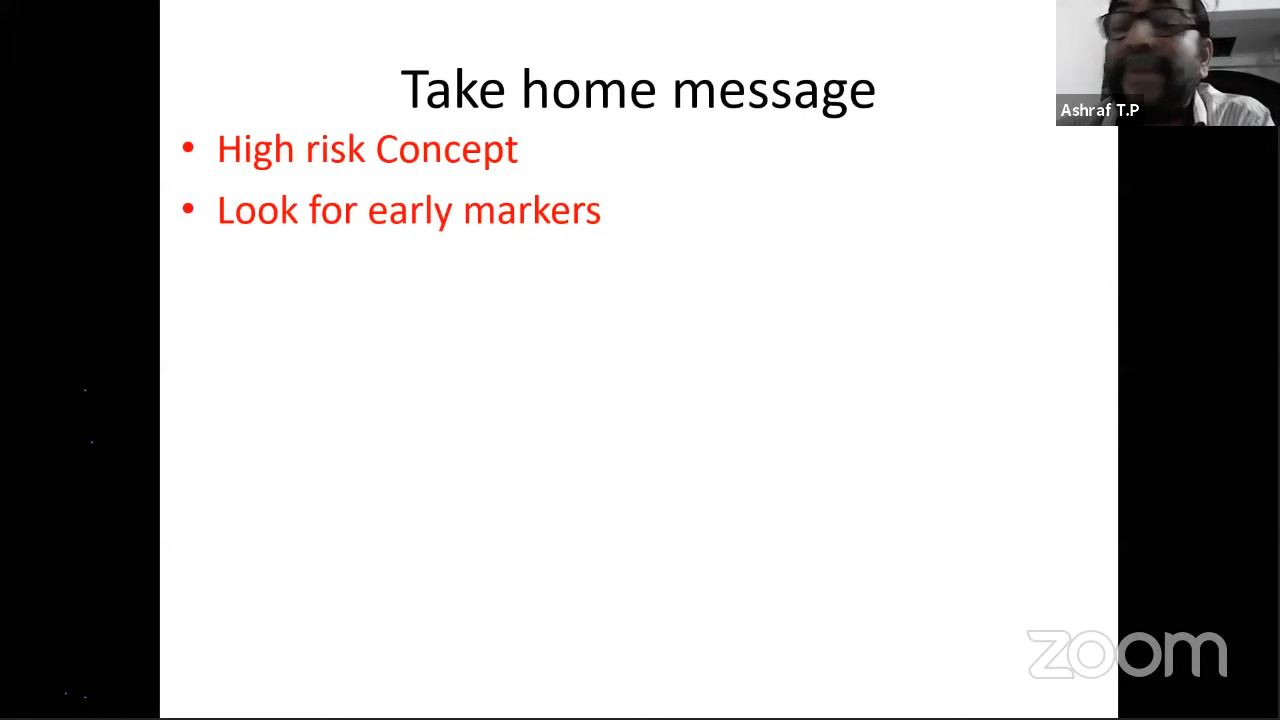 Take home message
• High risk Concept
• Look for early markers
Ashraf T.P
zoom